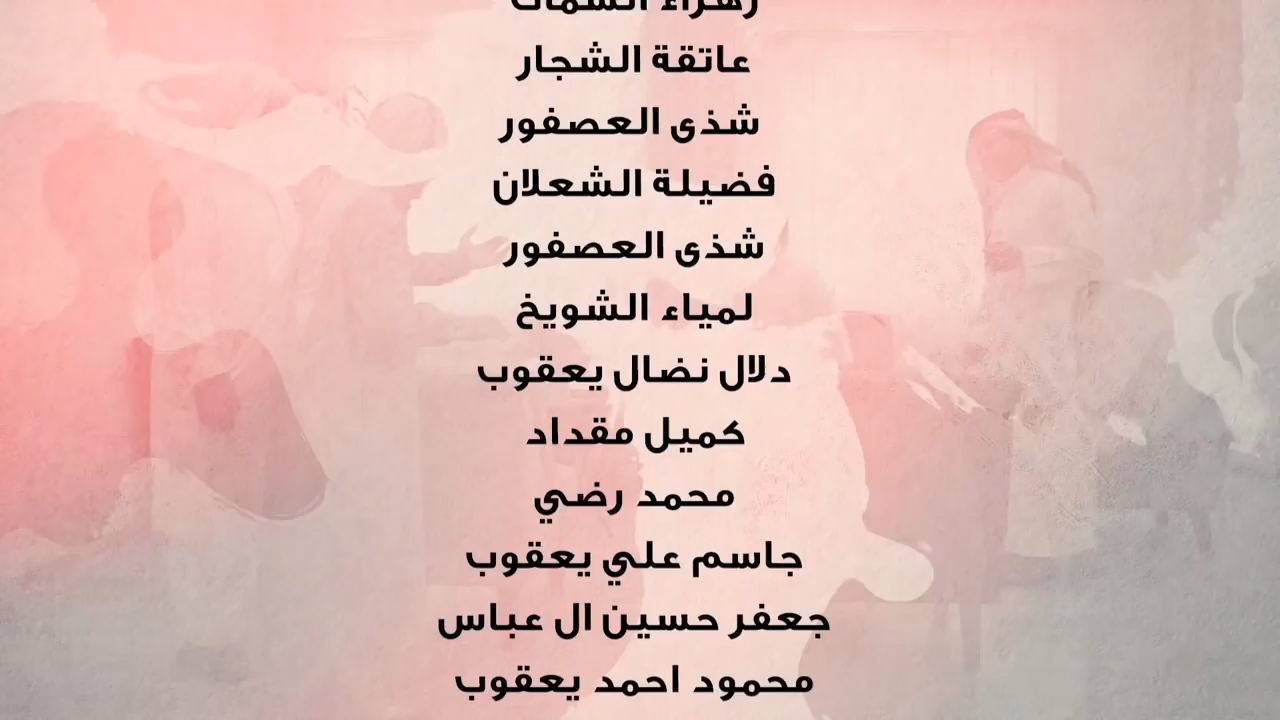 زهراء
عاتقة الشجار
شذى العصفور
فضيلة الشعلان
شذى العصفور
لمياء الشويخ
دلال نضال يعقوب
كميل مقداد
محمد رضي
جاسم علي يعقوب
جعفر حسين ال عباس
محمود احمد يعقوب